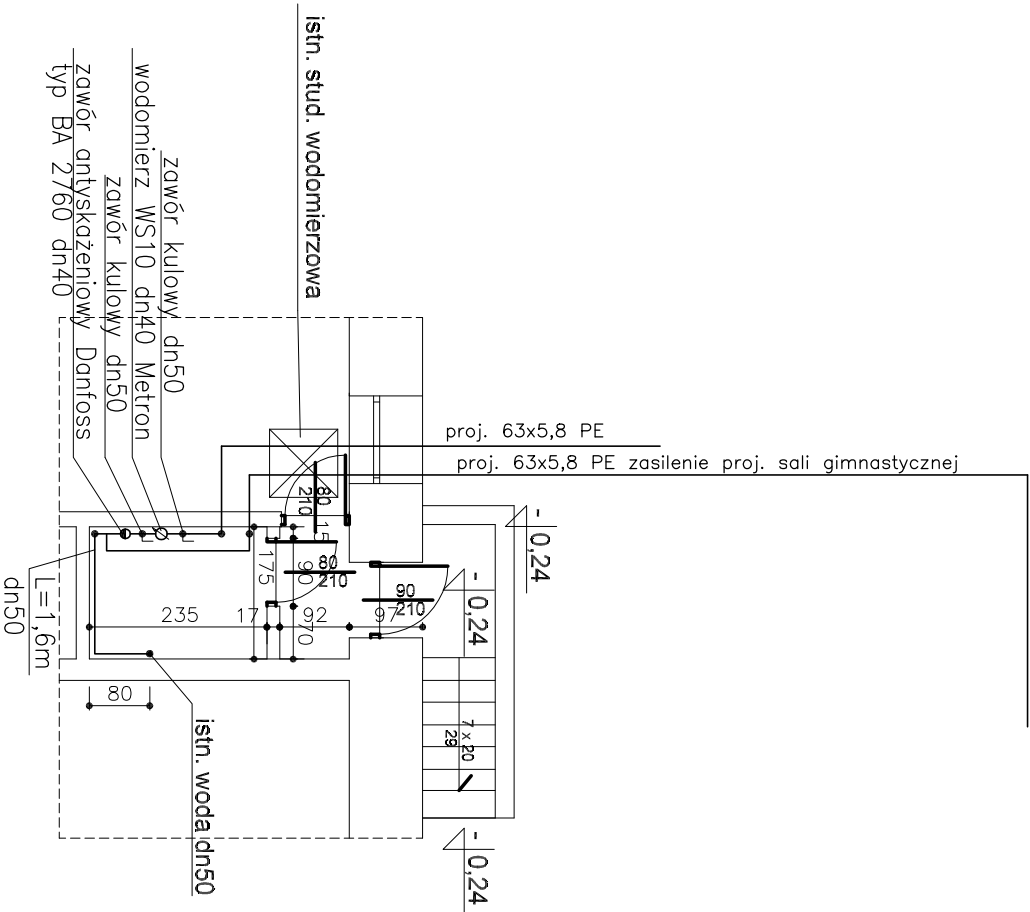 istn. stud. wodomierzowa
zawór kulowy dn50
wodomierz WS10 dn40 Metron
zawór kulowy dn50
zawór antyskażeniowy Danfoss
typ BA 2760 dn40
proj. 63x5,8 PE
proj. 63x5,8 PE zasilenie proj. sali gimnastycznej
80
210
15
80
210
90
210
- 0,24
- 0,24
- 0,24
175
90
70
235
17
92
97
80
7 x 20
29
L=1,6m
dn50
istn. woda dn50